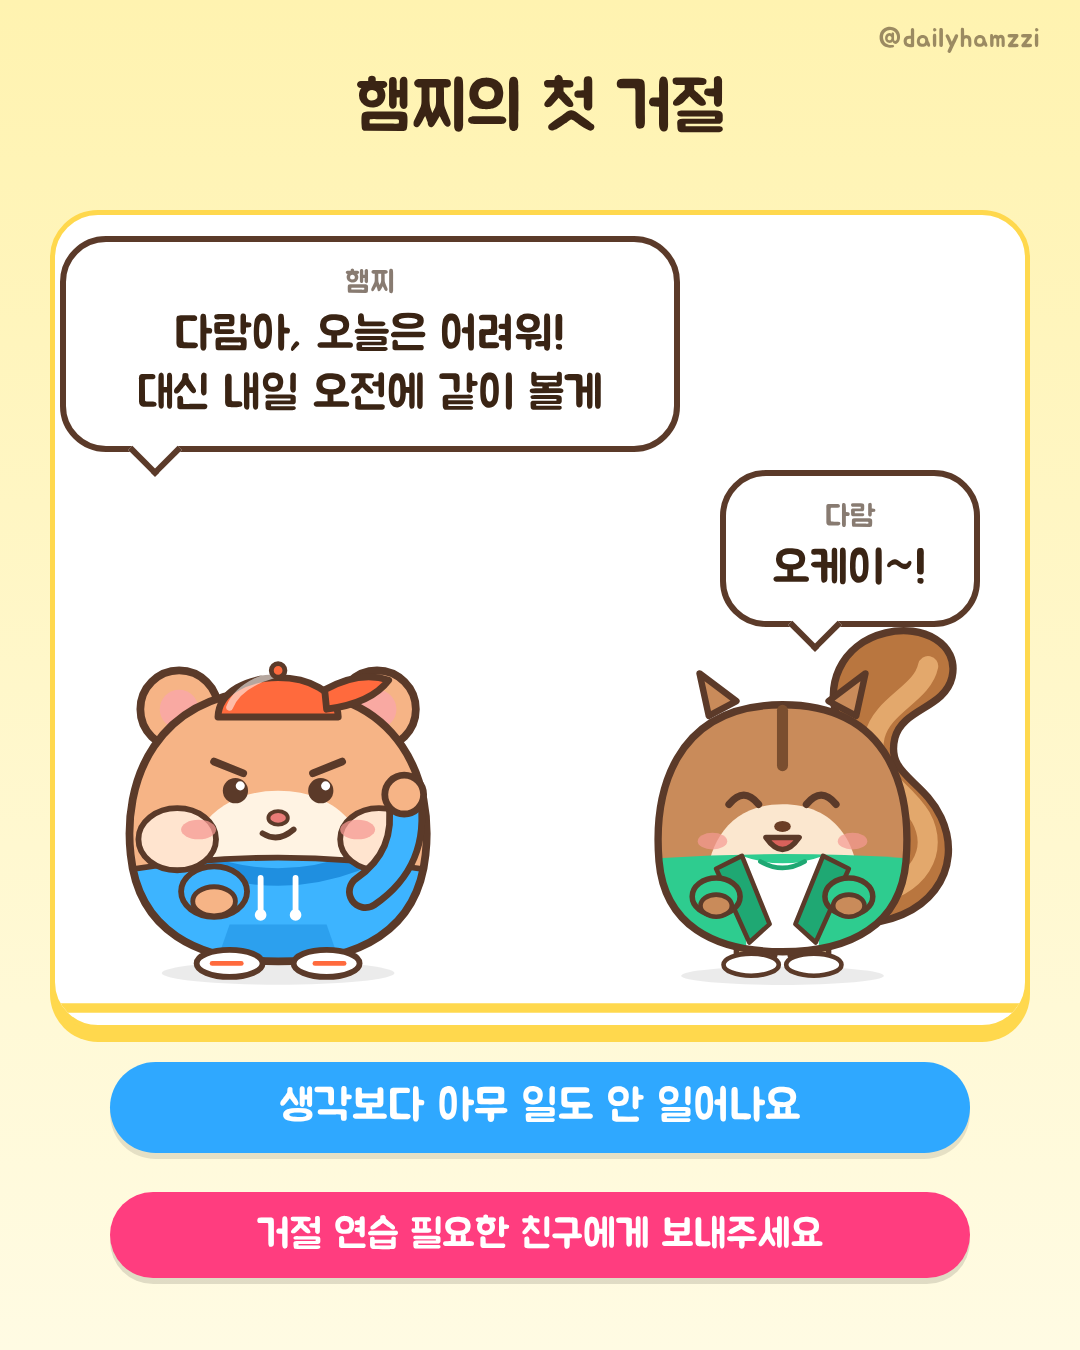 @dailyhamzzi
햄찌의 첫 거절
햄찌
다람아, 오늘은 어려워!
대신 내일 오전에 같이 볼게
다람
오케이~!
생각보다 아무 일도 안 일어나요
거절 연습 필요한 친구에게 보내주세요